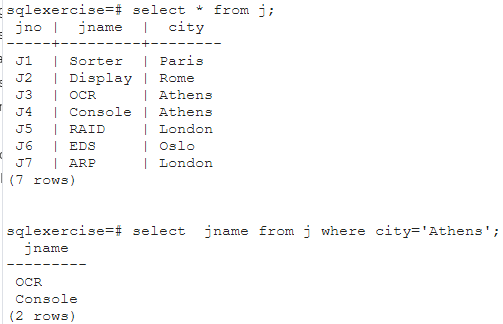 sqlexercise=# select * from j;
 jno |  jname  |  city
-----+---------+--------
 J1  | Sorter  | Paris
 J2  | Display | Rome
 J3  | OCR     | Athens
 J4  | Console | Athens
 J5  | RAID    | London
 J6  | EDS     | Oslo
 J7  | ARP     | London
(7 rows)
sqlexercise=# select  jname from j where city='Athens';
  jname
---------
 OCR
 Console
(2 rows)